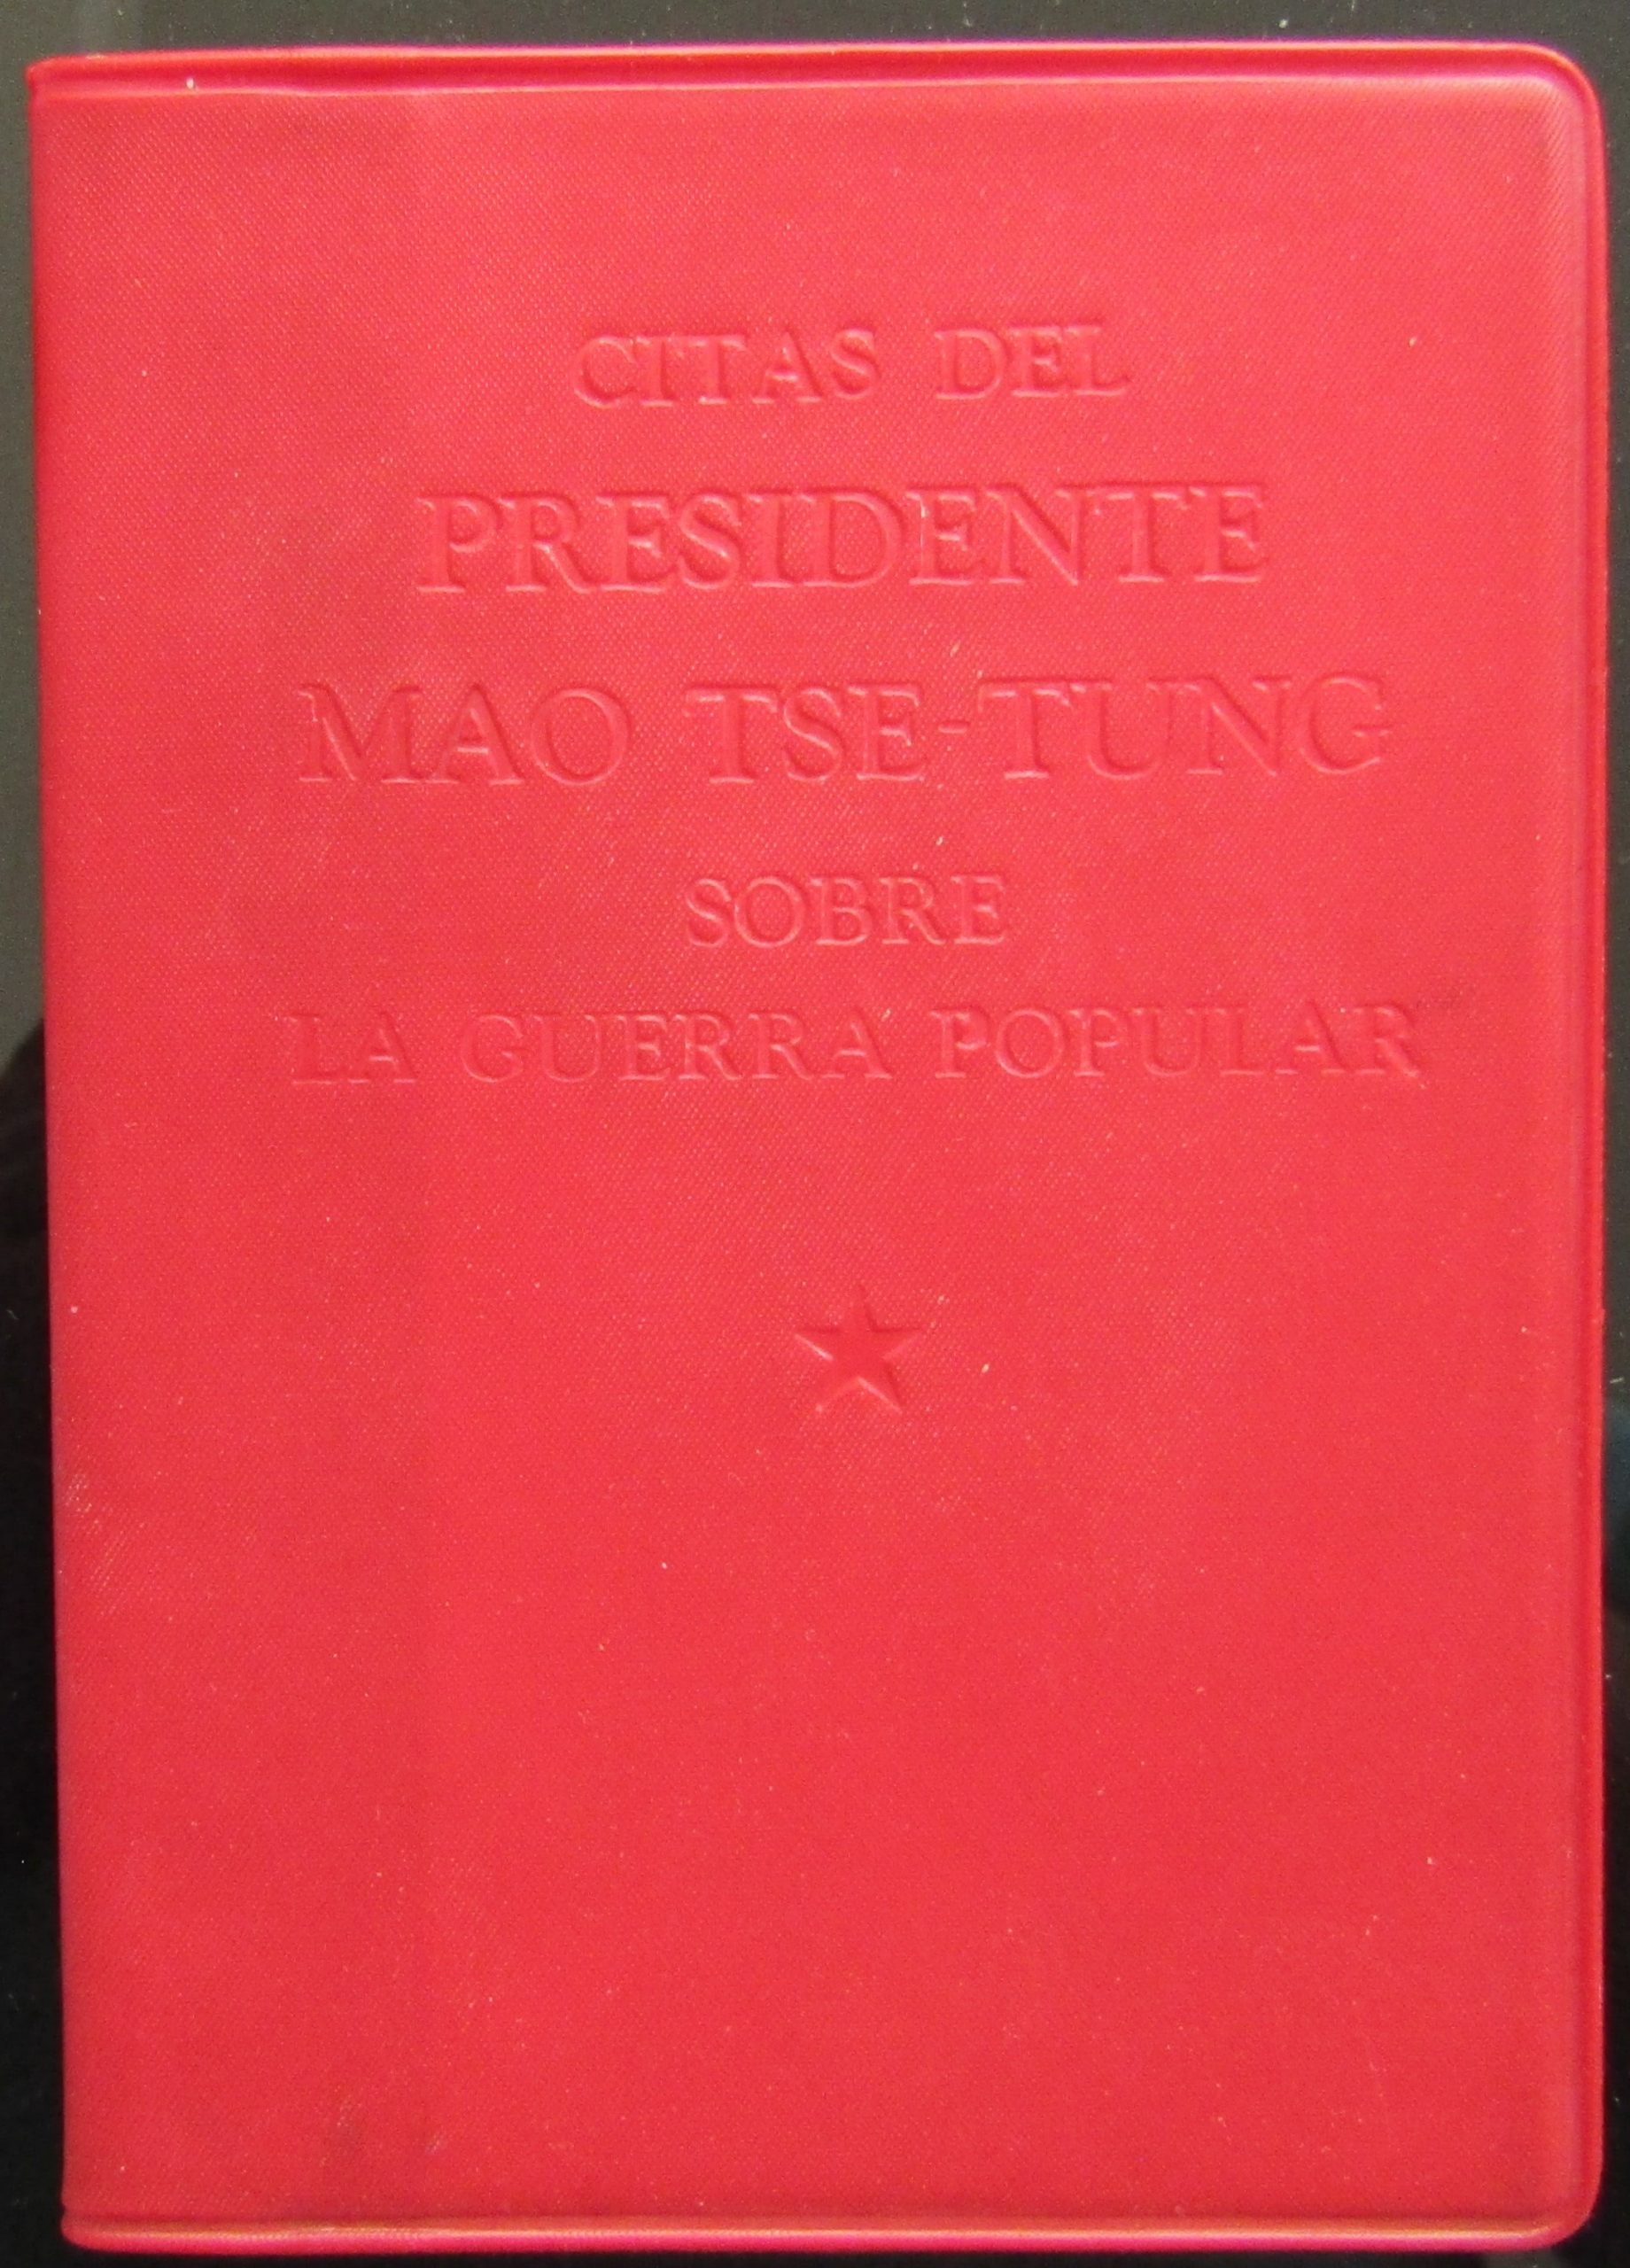 CITAS DEL
PRESIDENTE
MAO TSE-TUNG
SOBRE
LA GUERRA POPULAR